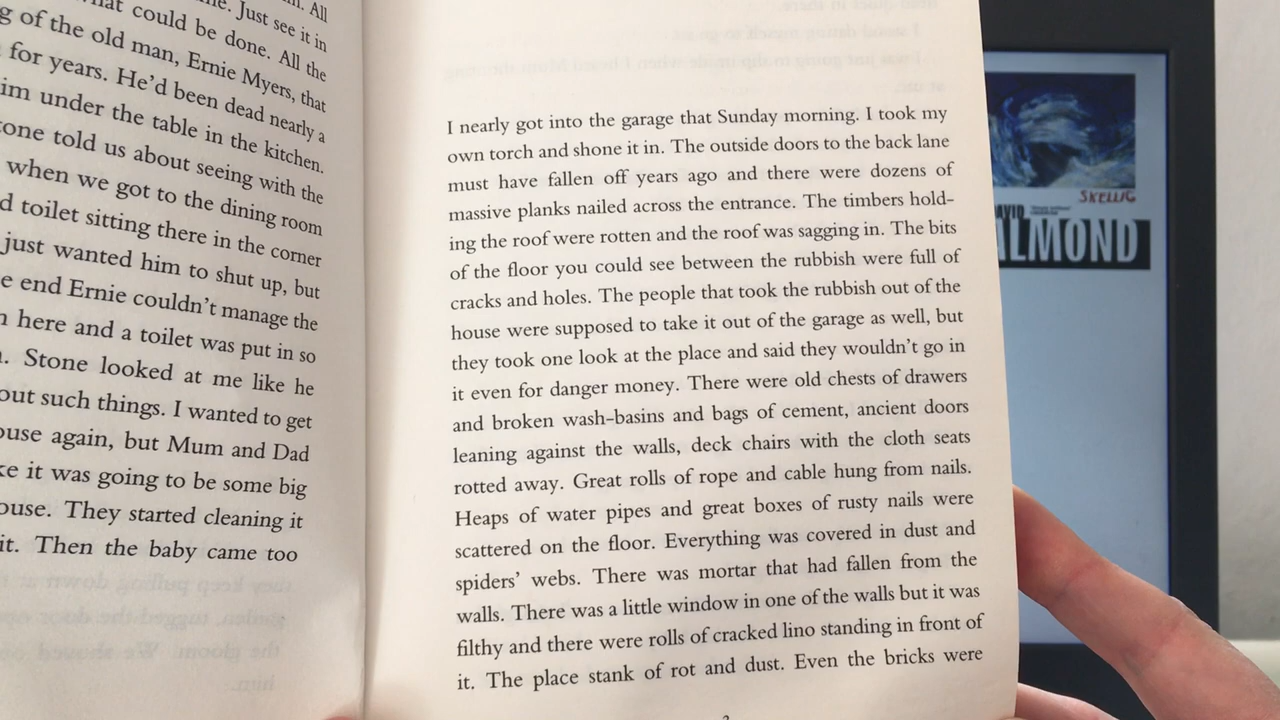 m. All
ne. Just see it in
hat could be done. All the
g of the old man, Ernie Myers, that
for years. He'd been dead nearly a
im under the table in the kitchen.
tone told us about seeing with the
when we got to the dining room
d toilet sitting there in the corner
just wanted him to shut up, but
e end Ernie couldn't manage the
n here and a toilet was put in so
. Stone looked at me like he
out such things. I wanted to get
ouse again, but Mum and Dad
ke it was going to be some big
ouse. They started cleaning it
it. Then the baby came too
I nearly got into the garage that Sunday morning. I took my
own torch and shone it in. The outside doors to the back lane
must have fallen off years ago and there were dozens of
massive planks nailed across the entrance. The timbers hold-
ing the roof were rotten and the roof was sagging in. The bits
of the floor you could see between the rubbish were full of
cracks and holes. The people that took the rubbish out of the
house were supposed to take it out of the garage as well, but
they took one look at the place and said they wouldn't go in
it even for danger money. There were old chests of drawers
and broken wash-basins and bags of cement, ancient doors
leaning against the walls, deck chairs with the cloth seats
rotted away. Great rolls of rope and cable hung from nails.
Heaps of water pipes and great boxes of rusty nails were
scattered on the floor. Everything was covered in dust and
spiders' webs. There was mortar that had fallen from the
walls. There was a little window in one of the walls but it was
filthy and there were rolls of cracked lino standing in front of
it. The place stank of rot and dust. Even the bricks were
SKELLIG
AVID
ALMOND